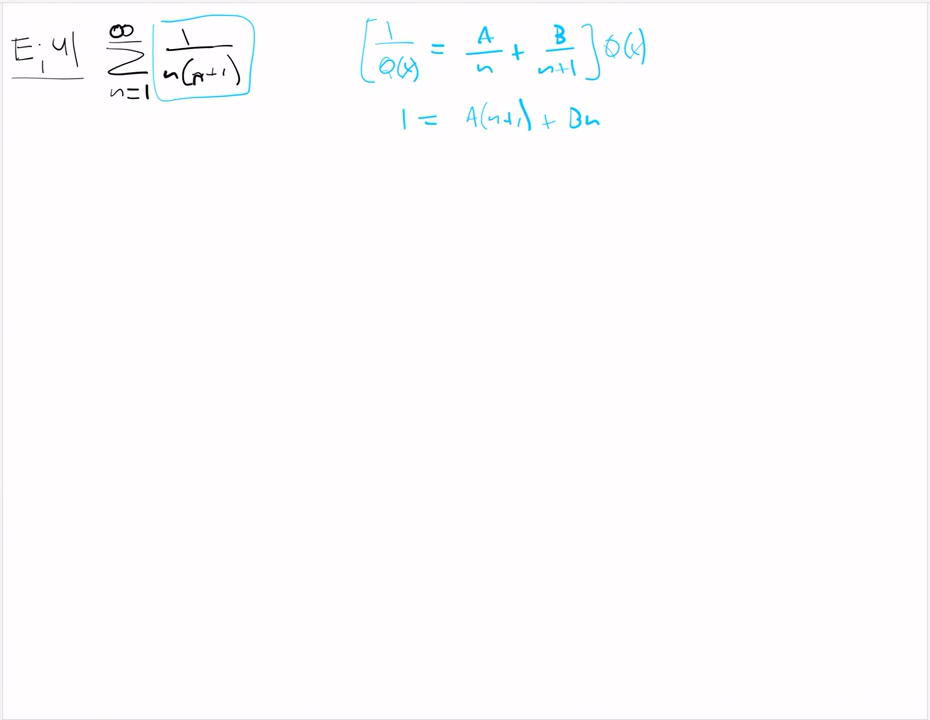 E;41 ∞ ∑ n=1 1/n(n+1) [1/Q(x) = A/n + B/n+1] Q(x)
1 = A(n+1) + Bn